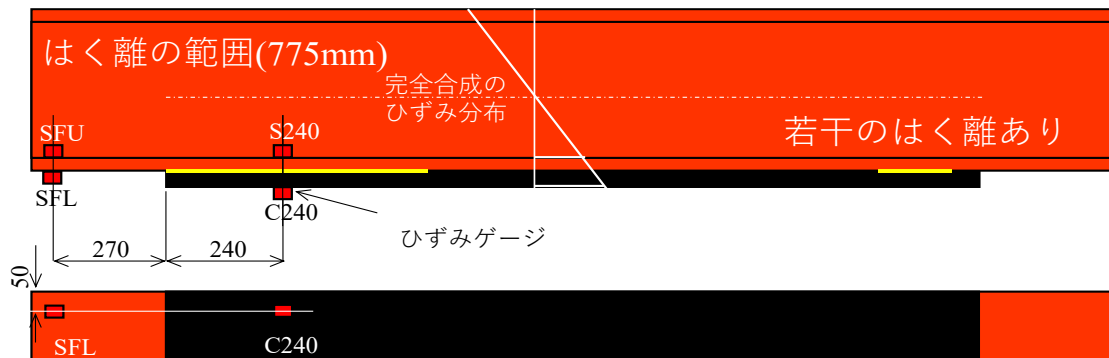 はく離の範囲(775mm)
完全合成の
ひずみ分布
若干のはく離あり
SFU
S240
SFL
C240
ひずみゲージ
270
240
50
SFL
C240